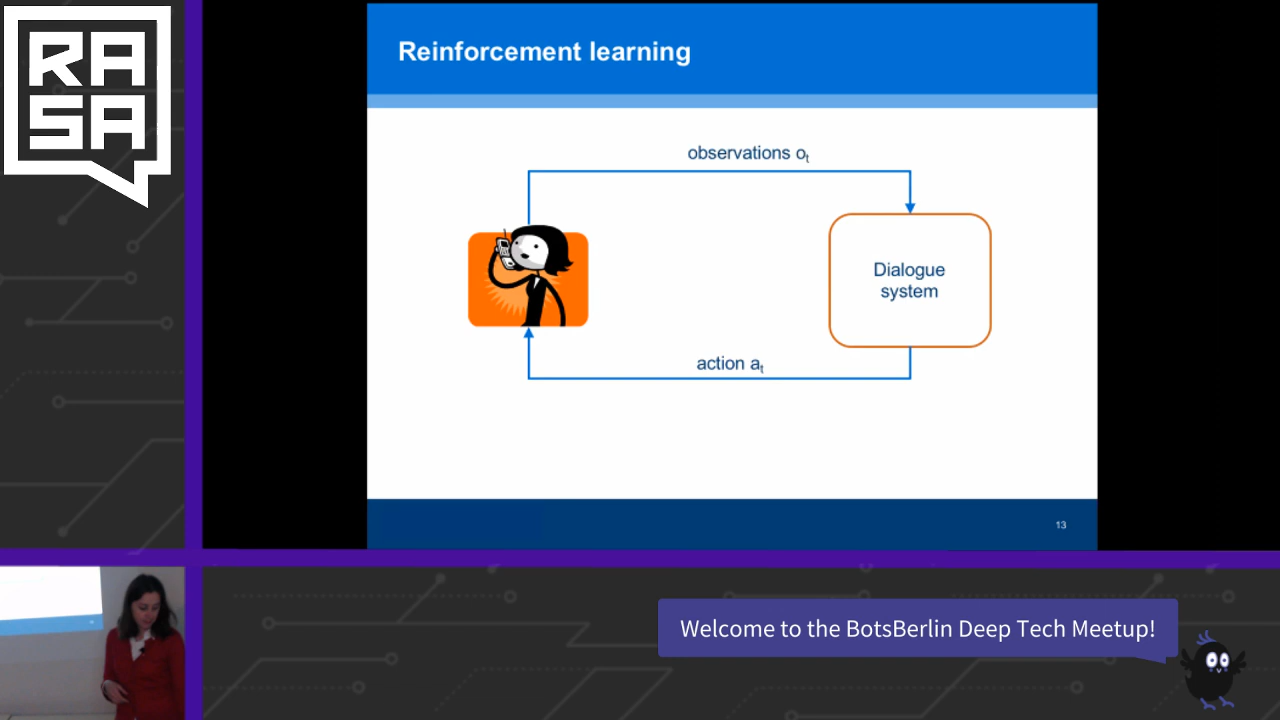 RA
SA
Reinforcement learning
observations oₜ
Dialogue
system
action aₜ
13
Welcome to the BotsBerlin Deep Tech Meetup!